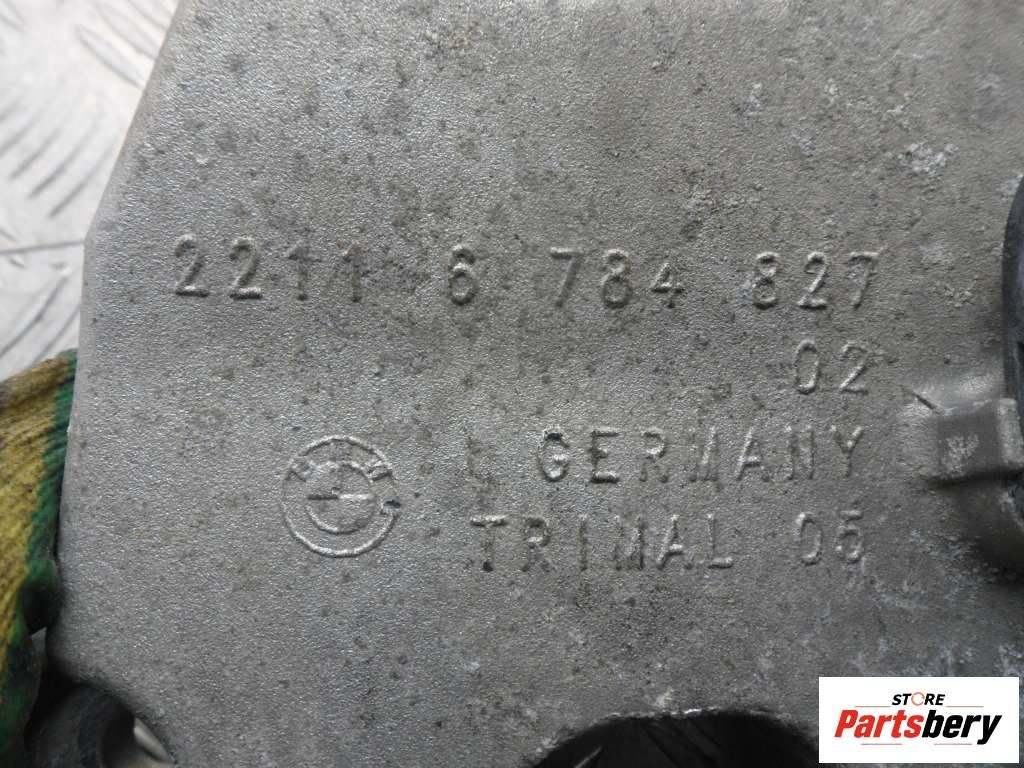 2211 6 784 827
02
BMW
L GERMANY
TRIMAL 05
STORE
Partsbery